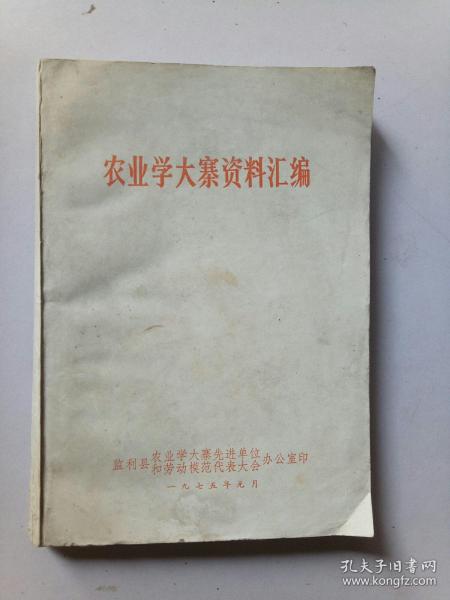 农业学大寨资料汇编
监利县 农业学大寨先进单位 办公室印
和劳动模范代表大会
一九七五年元月
孔夫子旧书网
www.kongfz.com